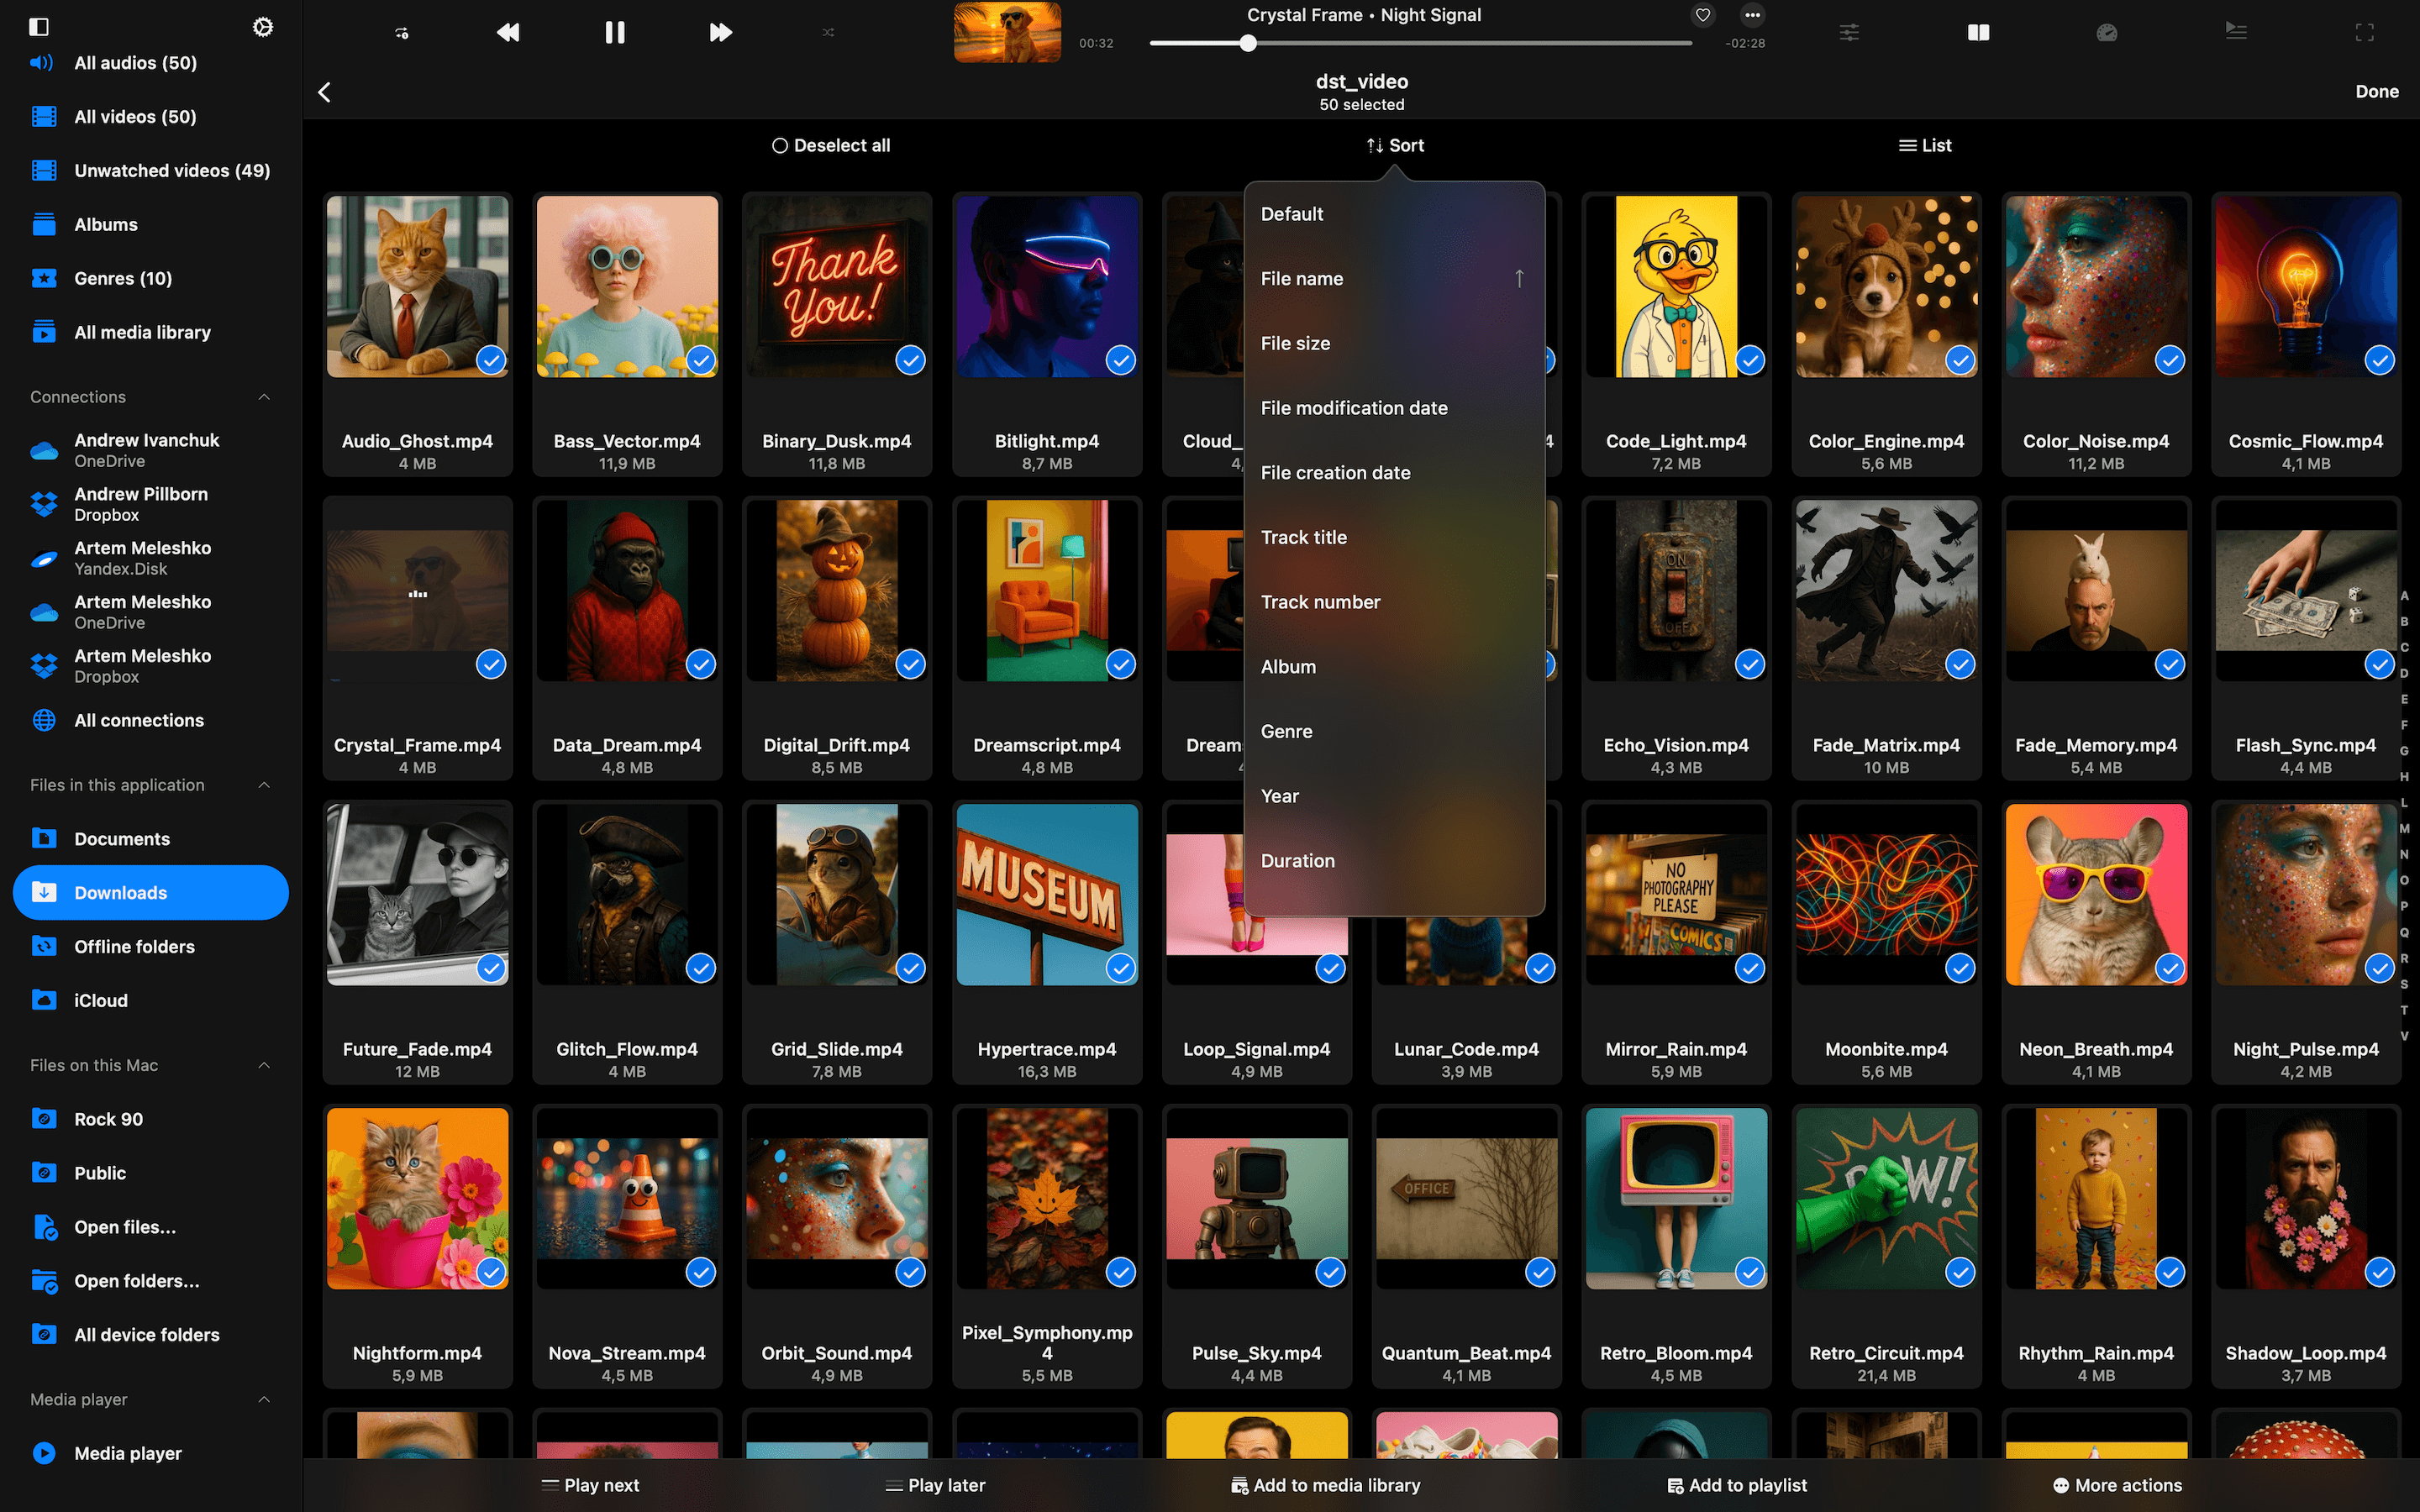 00:32
Crystal Frame • Night Signal
-02:28
All audios (50)
All videos (50)
Unwatched videos (49)
Albums
Genres (10)
All media library
Connections
Andrew Ivanchuk
OneDrive
Andrew Pillborn
Dropbox
Artem Meleshko
Yandex.Disk
Artem Meleshko
OneDrive
Artem Meleshko
Dropbox
All connections
Files in this application
Documents
Downloads
Offline folders
iCloud
Files on this Mac
Rock 90
Public
Open files...
Open folders...
All device folders
Media player
Media player
dst_video
50 selected
Done
Deselect all
Sort
List
Default
File name
File size
File modification date
File creation date
Track title
Track number
Album
Genre
Year
Duration
Thank
You!
Audio_Ghost.mp4
4 MB
Bass_Vector.mp4
11,9 MB
Binary_Dusk.mp4
11,8 MB
Bitlight.mp4
8,7 MB
Cloud_
4,
4
Code_Light.mp4
7,2 MB
Color_Engine.mp4
5,6 MB
Color_Noise.mp4
11,2 MB
Cosmic_Flow.mp4
4,1 MB
ON
OFF
Crystal_Frame.mp4
4 MB
Data_Dream.mp4
4,8 MB
Digital_Drift.mp4
8,5 MB
Dreamscript.mp4
4,8 MB
Dream
Echo_Vision.mp4
4,3 MB
Fade_Matrix.mp4
10 MB
Fade_Memory.mp4
5,4 MB
Flash_Sync.mp4
4,4 MB
MUSEUM
NO
PHOTOGRAPHY
PLEASE
COMICS
Future_Fade.mp4
12 MB
Glitch_Flow.mp4
4 MB
Grid_Slide.mp4
7,8 MB
Hypertrace.mp4
16,3 MB
Loop_Signal.mp4
4,9 MB
Lunar_Code.mp4
3,9 MB
Mirror_Rain.mp4
5,9 MB
Moonbite.mp4
5,6 MB
Neon_Breath.mp4
4,1 MB
Night_Pulse.mp4
4,2 MB
OFFICE
OW!
Nightform.mp4
5,9 MB
Nova_Stream.mp4
4,5 MB
Orbit_Sound.mp4
4,9 MB
Pixel_Symphony.mp
4
5,5 MB
Pulse_Sky.mp4
4,4 MB
Quantum_Beat.mp4
4,1 MB
Retro_Bloom.mp4
4,5 MB
Retro_Circuit.mp4
21,4 MB
Rhythm_Rain.mp4
4 MB
Shadow_Loop.mp4
3,7 MB
A
B
C
D
E
F
G
H
L
M
N
O
P
Q
R
S
T
V
Play next
Play later
Add to media library
Add to playlist
More actions